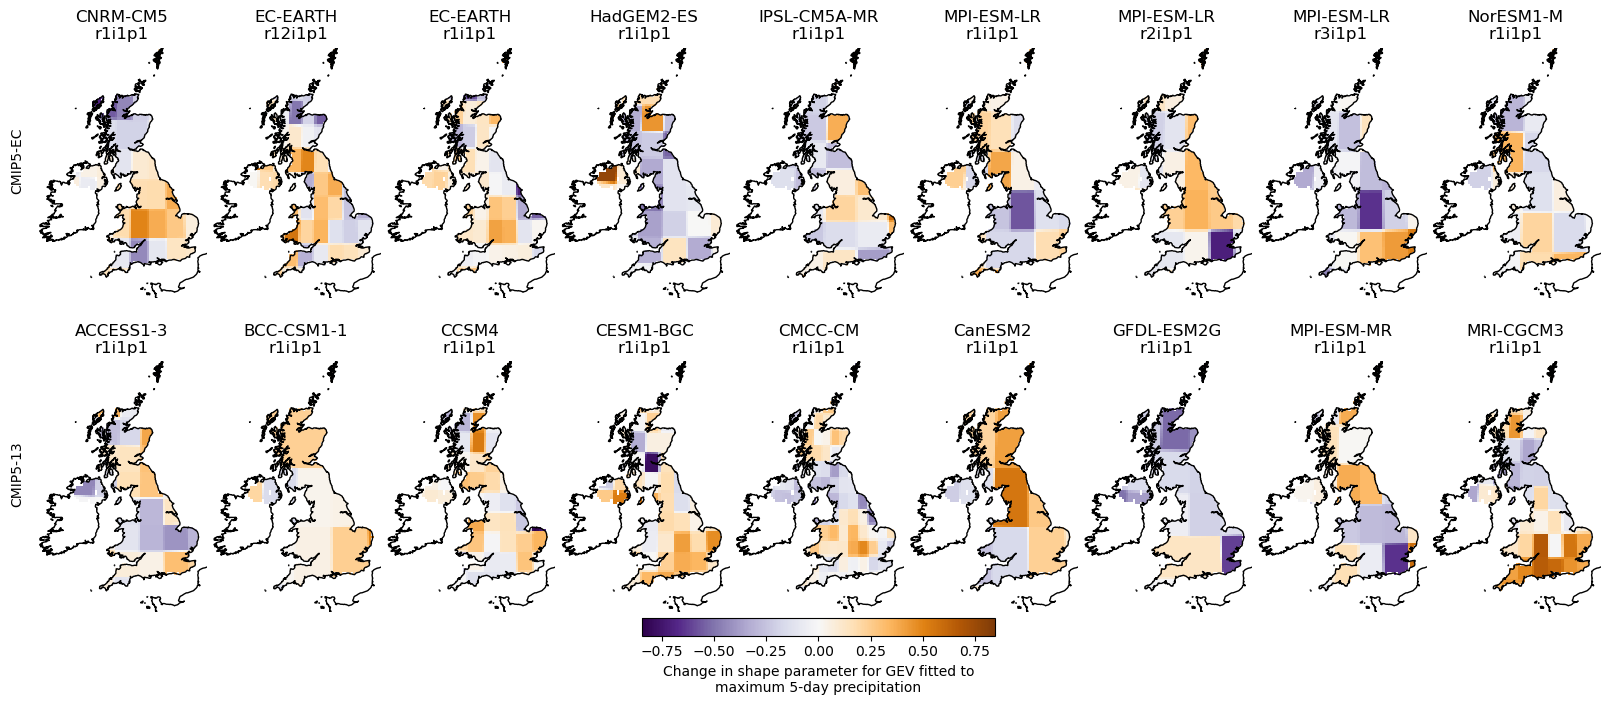 CNRM-CM5
r1i1p1
EC-EARTH
r12i1p1
EC-EARTH
r1i1p1
HadGEM2-ES
r1i1p1
IPSL-CM5A-MR
r1i1p1
MPI-ESM-LR
r1i1p1
MPI-ESM-LR
r2i1p1
MPI-ESM-LR
r3i1p1
NorESM1-M
r1i1p1
CMIP5-EC
ACCESS1-3
r1i1p1
BCC-CSM1-1
r1i1p1
CCSM4
r1i1p1
CESM1-BGC
r1i1p1
CMCC-CM
r1i1p1
CanESM2
r1i1p1
GFDL-ESM2G
r1i1p1
MPI-ESM-MR
r1i1p1
MRI-CGCM3
r1i1p1
CMIP5-13
−0.75 −0.50 −0.25 0.00 0.25 0.50 0.75
Change in shape parameter for GEV fitted to
maximum 5-day precipitation